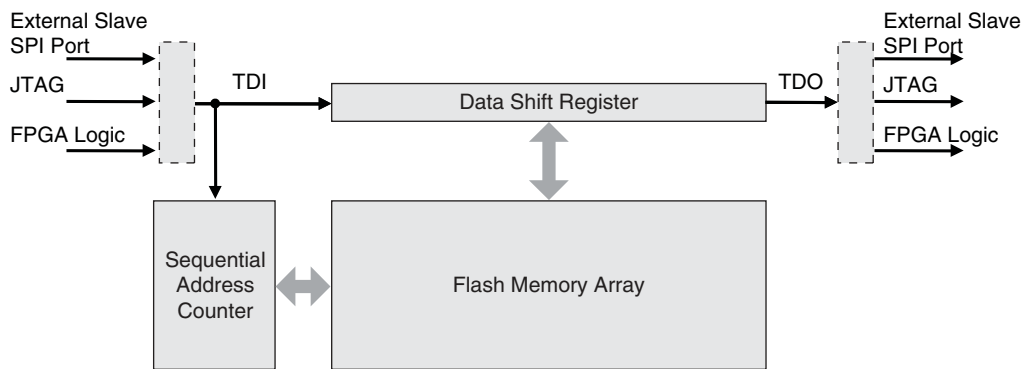 External Slave
SPI Port
JTAG
FPGA Logic
TDI
Data Shift Register
TDO
External Slave
SPI Port
JTAG
FPGA Logic
Sequential
Address
Counter
Flash Memory Array